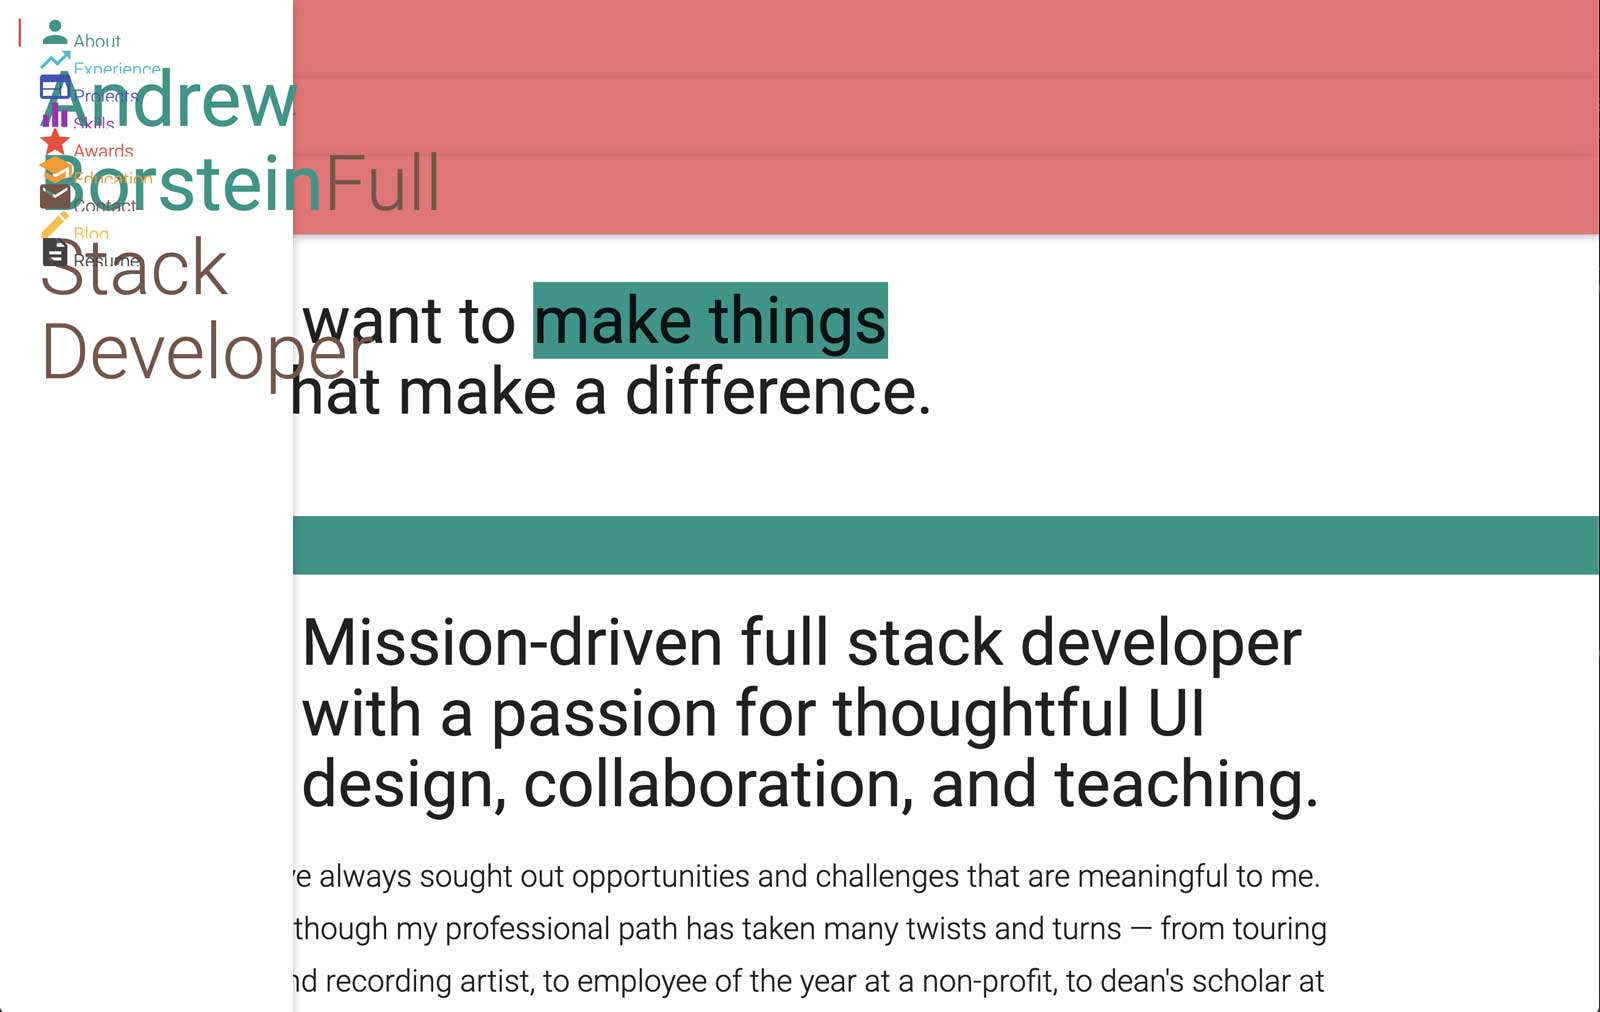 About
Experience
Projects
Skills
Awards
Education
Contact
Blog
Resume
Andrew
BorsteinFull
Stack
Developer
want to make things
hat make a difference.
Mission-driven full stack developer
with a passion for thoughtful UI
design, collaboration, and teaching.
've always sought out opportunities and challenges that are meaningful to me.
though my professional path has taken many twists and turns — from touring
nd recording artist, to employee of the year at a non-profit, to dean's scholar at